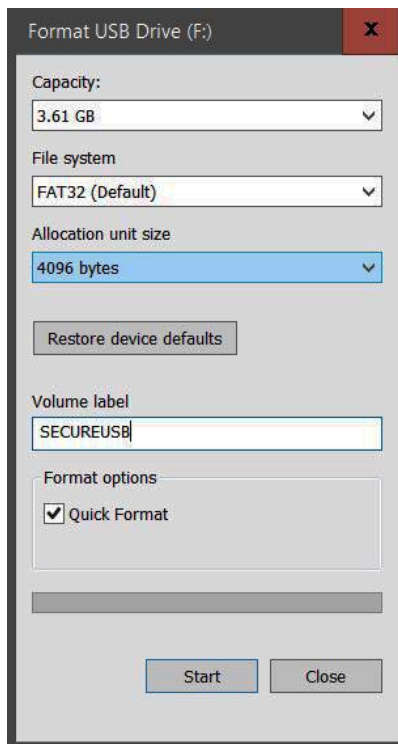 Format USB Drive (F:)
x
Capacity:
3.61 GB
File system
FAT32 (Default)
Allocation unit size
4096 bytes
Restore device defaults
Volume label
SECUREUSB
Format options
Quick Format
Start
Close